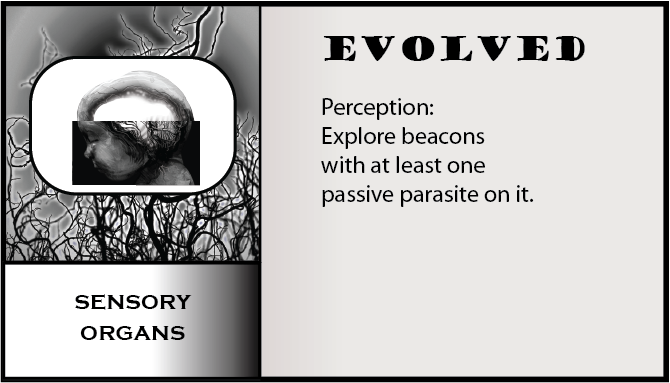 EVOLVED
Perception:
Explore beacons
with at least one
passive parasite on it.
SENSORY
ORGANS